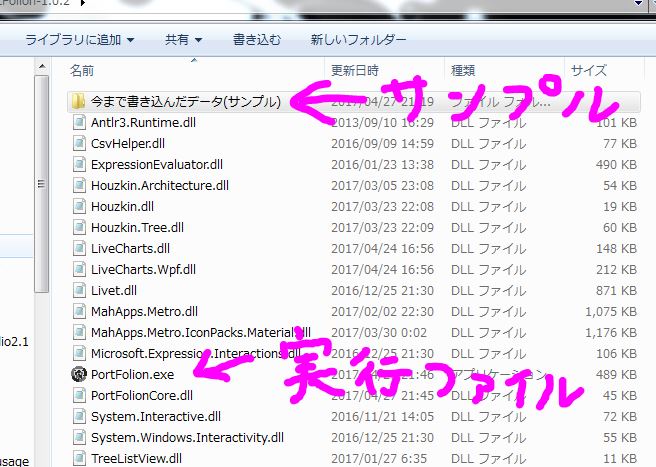 Folion-1.0.2
ライブラリに追加 共有 書き込む 新しいフォルダー
名前 更新日時 種類 サイズ
今まで書き込んだデータ(サンプル) 2017/04/27 21:19 ファイル フォル...
サンプル
Antlr3.Runtime.dll 2013/09/10 16:29 DLL ファイル 101 KB
CsvHelper.dll 2016/09/09 14:59 DLL ファイル 77 KB
ExpressionEvaluator.dll 2016/01/23 13:38 DLL ファイル 490 KB
Houzkin.Architecture.dll 2017/03/05 23:08 DLL ファイル 54 KB
Houzkin.dll 2017/03/23 22:08 DLL ファイル 19 KB
Houzkin.Tree.dll 2017/03/23 22:09 DLL ファイル 60 KB
LiveCharts.dll 2017/04/24 16:56 DLL ファイル 148 KB
LiveCharts.Wpf.dll 2017/04/24 16:56 DLL ファイル 212 KB
Livet.dll 2016/12/25 21:30 DLL ファイル 871 KB
MahApps.Metro.dll 2017/02/02 22:30 DLL ファイル 1,075 KB
MahApps.Metro.IconPacks.Material.dll 2017/03/30 0:02 DLL ファイル 1,176 KB
lio2.1
Microsoft.Expression.Interactions.dll 2016/12/25 21:30 DLL ファイル 106 KB
PortFolion.exe 21:46 アプリケーション 489 KB
実行ファイル
PortFolionCore.dll 21:45 DLL ファイル 45 KB
System.Interactive.dll 2016/11/21 14:05 DLL ファイル 72 KB
System.Windows.Interactivity.dll 2016/12/25 21:30 DLL ファイル 55 KB
usage
TreeListView.dll 2017/01/27 6:35 DLL ファイル 11 KB